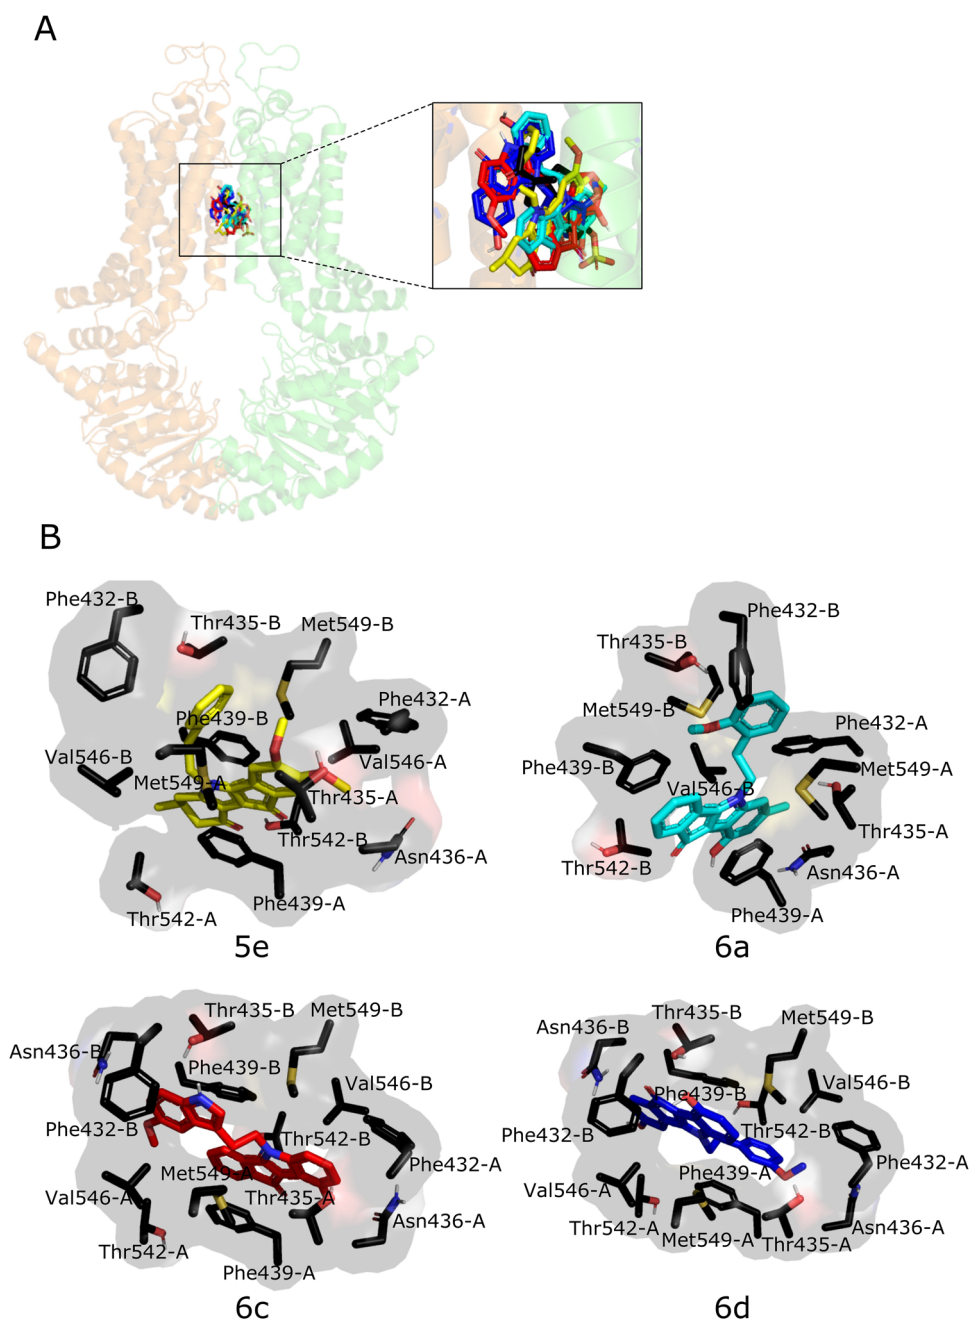 A
B
Phe432-B
Thr435-B
Met549-B
Phe432-A
Phe439-B
Val546-B
Val546-A
Met549-A
Thr435-A
Thr542-B
Asn436-A
Phe439-A
Thr542-A
5e
Phe432-B
Thr435-B
Met549-B
Phe432-A
Phe439-B
Met549-A
Val546-B
Thr435-A
Thr542-B
Asn436-A
Phe439-A
6a
Thr435-B
Met549-B
Asn436-B
Phe439-B
Val546-B
Phe432-B
Thr542-B
Phe432-A
Met549-A
Val546-A
Thr435-A
Asn436-A
Thr542-A
Phe439-A
6c
Thr435-B
Met549-B
Asn436-B
Val546-B
Phe439-B
Phe432-B
Thr542-B
Phe432-A
Phe439-A
Val546-A
Thr542-A
Asn436-A
Met549-A
Thr435-A
6d